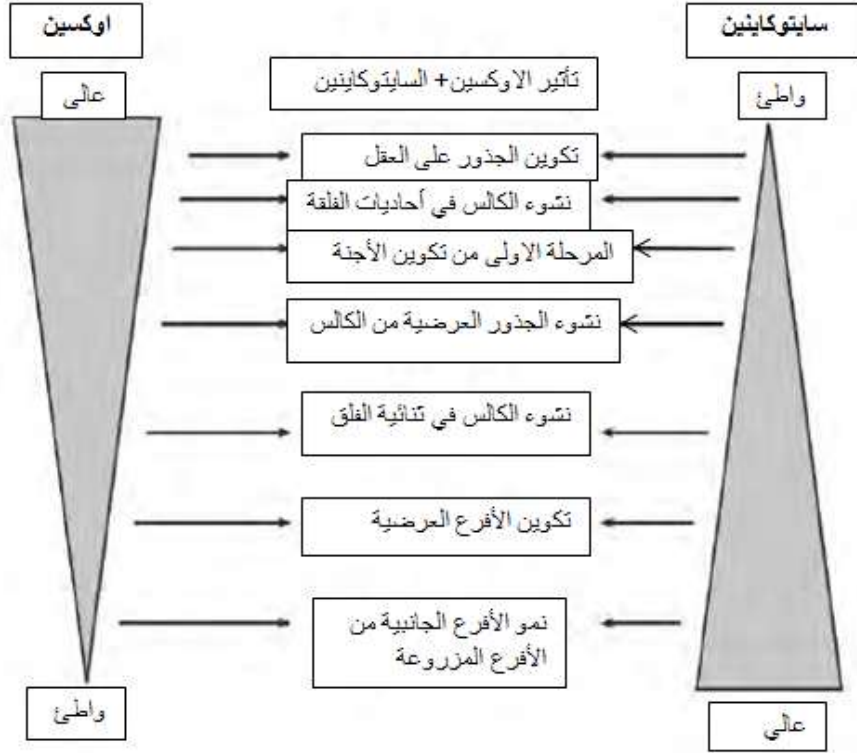 سايتوكاينين
اوكسين
واطئ
عالى
تأثير الاوكسين+ السايتوكاينين
تكوين الجذور على العقل
نشوء الكالس في أحاديات الفلقة
المرحلة الاولى من تكوين الأجنة
نشوء الجذور العرضية من الكالس
نشوء الكالس في ثنائية الفلق
تكوين الأفرع العرضية
نمو الأفرع الجانبية من
الأفرع المزروعة
عالي
واطئ